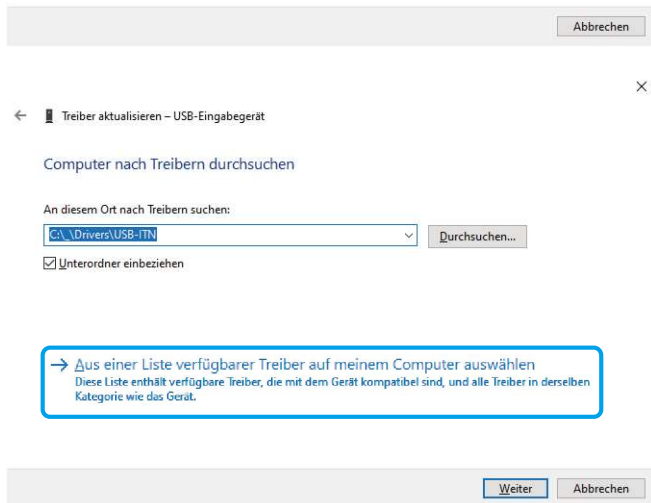 Abbrechen
Treiber aktualisieren – USB-Eingabegerät
Computer nach Treibern durchsuchen
An diesem Ort nach Treibern suchen:
C:\_\Drivers\USB-ITN
Durchsuchen...
Unterordner einbeziehen
Aus einer Liste verfügbarer Treiber auf meinem Computer auswählen
Diese Liste enthält verfügbare Treiber, die mit dem Gerät kompatibel sind, und alle Treiber in derselben
Kategorie wie das Gerät.
Weiter
Abbrechen